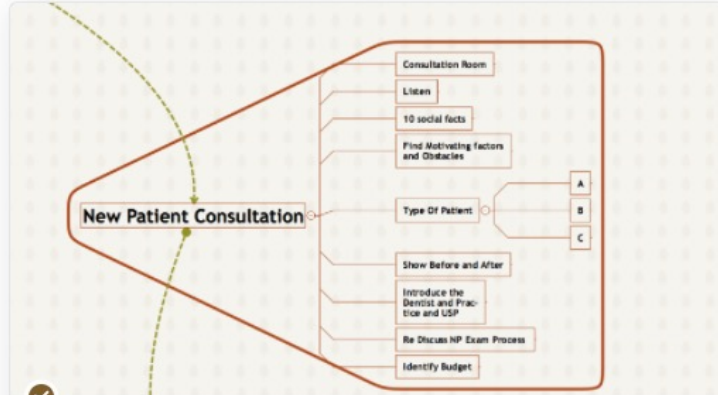 Consultation Room
Listen
10 social facts
Find Motivating factors
and Obstacles
New Patient Consultation
Type Of Patient
A
B
C
Show Before and After
Introduce the
Dentist and Prac-
tice and USP
Re Discuss NP Exam Process
Identify Budget